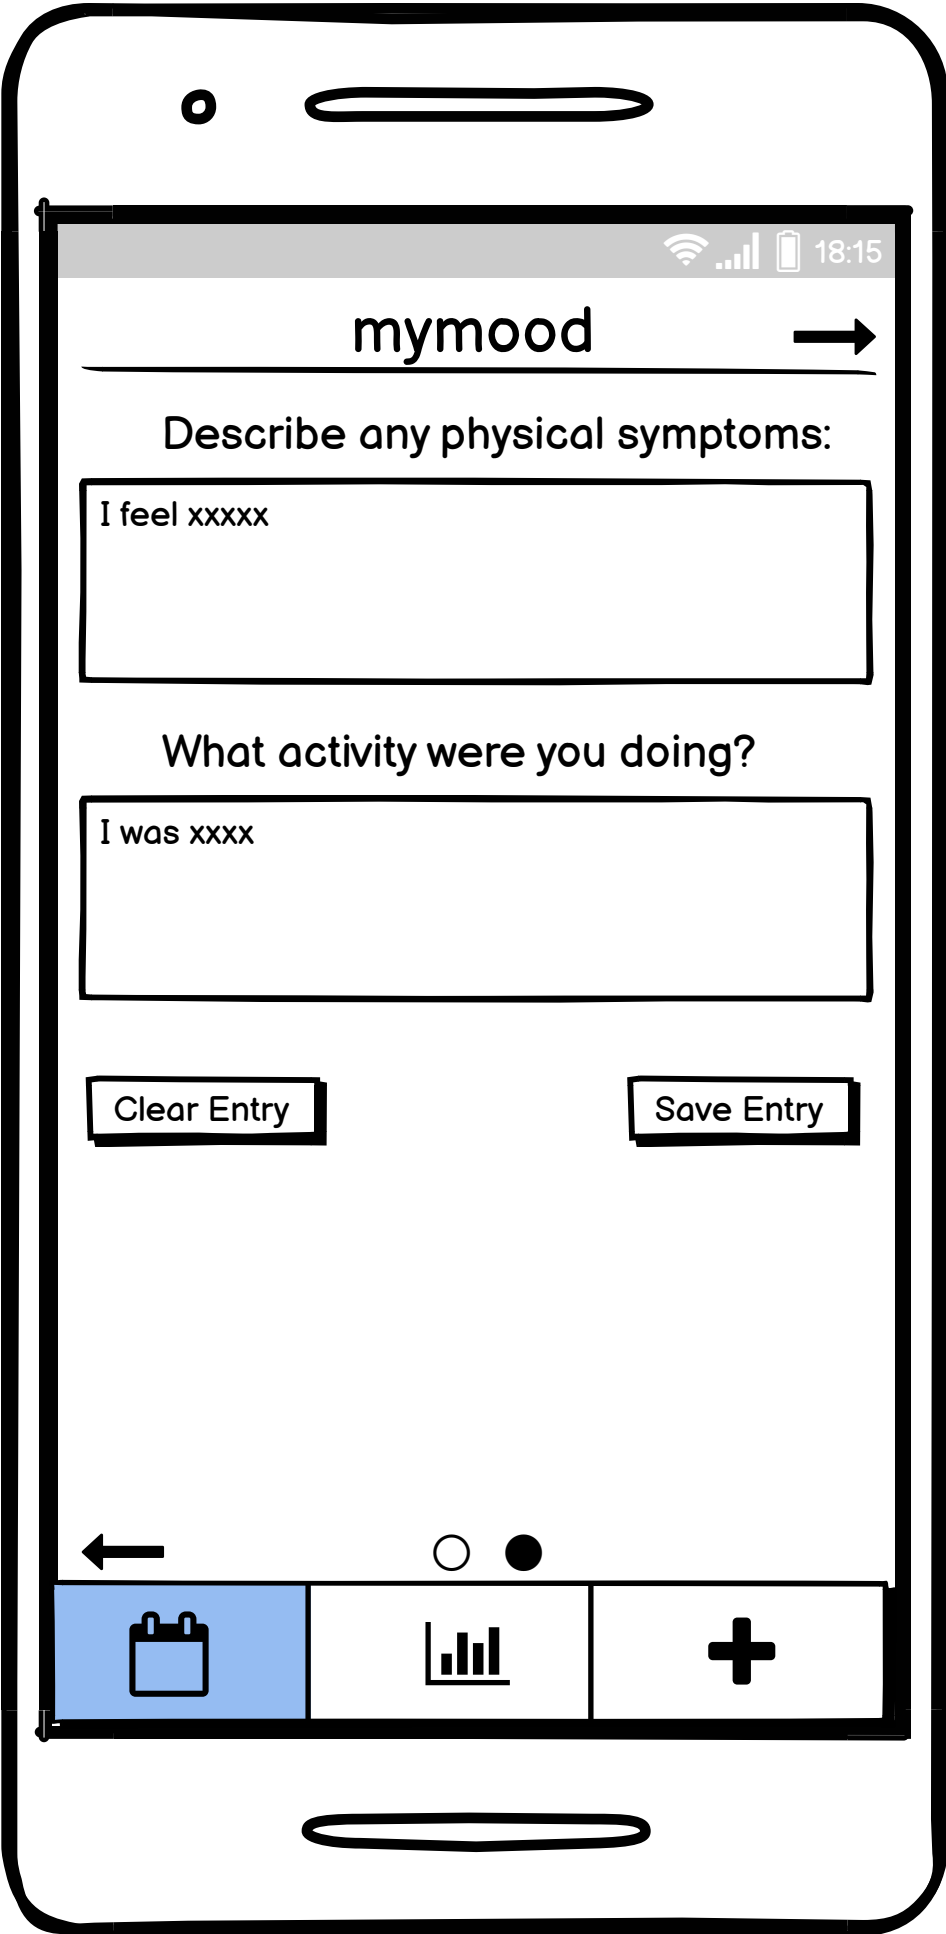 18:15
mymood
Describe any physical symptoms:
I feel xxxxx
What activity were you doing?
I was xxxx
Clear Entry
Save Entry